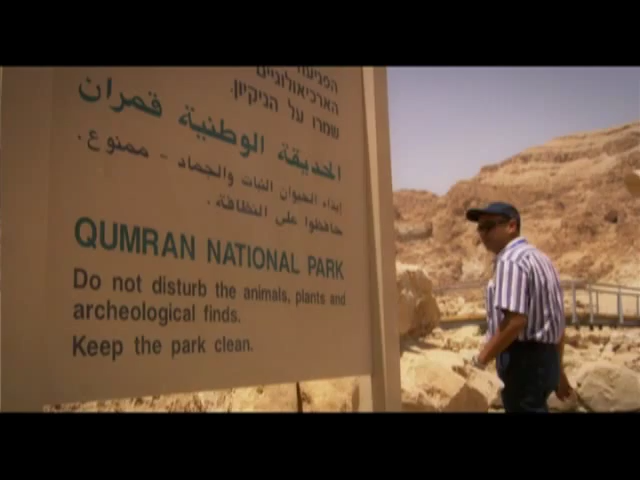 הפגיעה
הארכיאולוגיים
שמרו על הניקיון.
الحديقة الوطنية قمران
إيذاء الحيوان النبات والجماد - ممنوع.
حافظوا على النظافة.
QUMRAN NATIONAL PARK
Do not disturb the animals, plants and
archeological finds.
Keep the park clean.